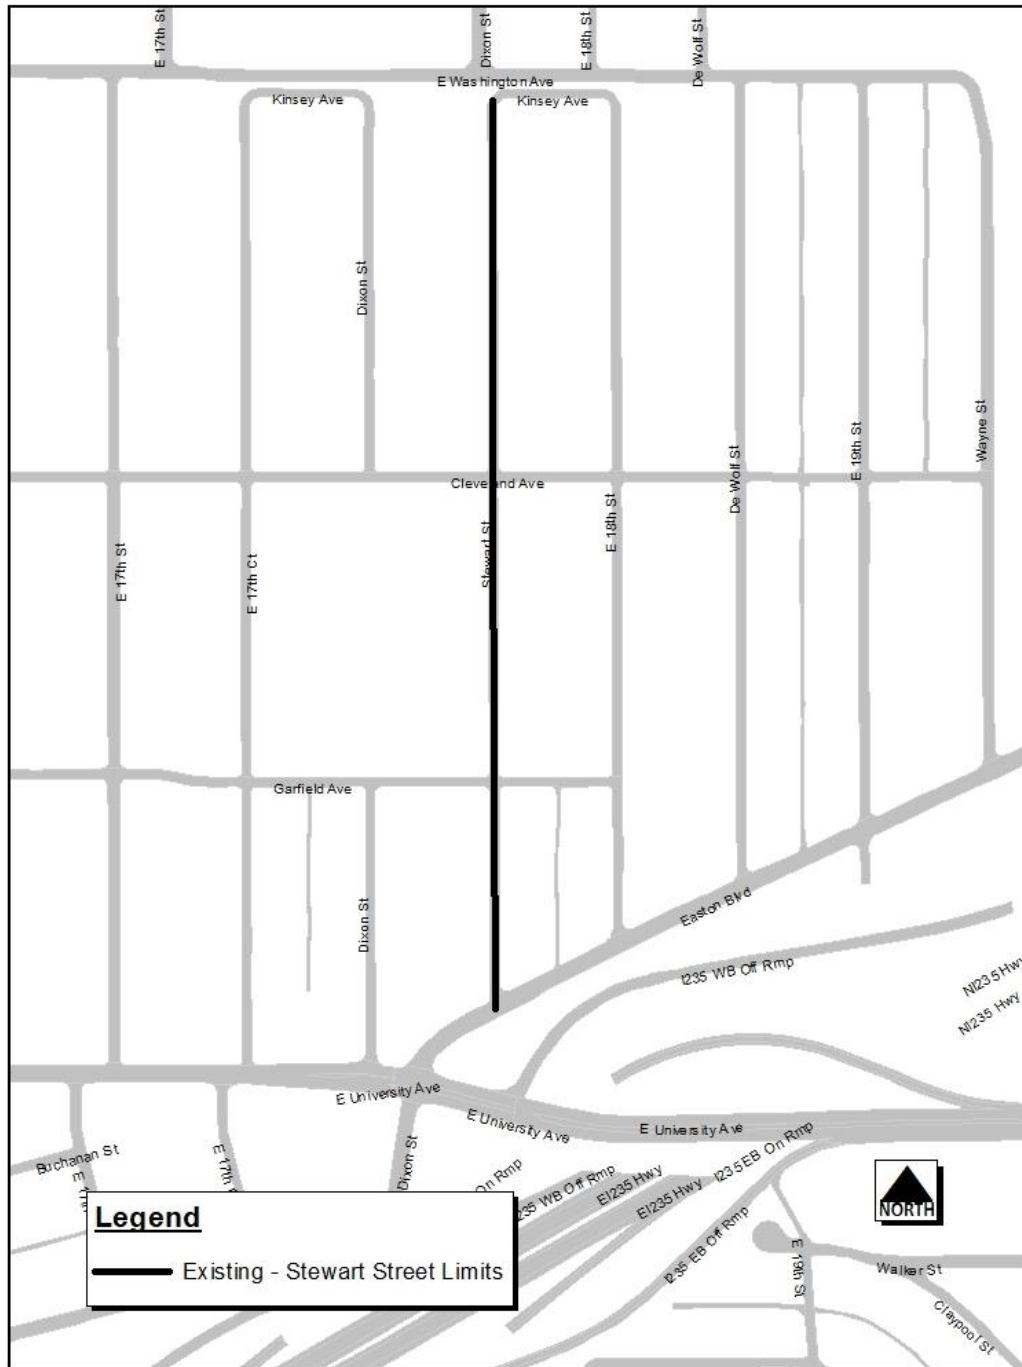 E 17th St
Dixon St
E 18th St
De Wolf St
E Washington Ave
Kinsey Ave
Kinsey Ave
Dixon St
Wayne St
E 19th St
De Wolf St
Cleveland Ave
E 18th St
Stewart St
E 17th St
E 17th Ct
Garfield Ave
Easton Blvd
Dixon St
I235 WB Off Rmp
NI235 Hwy
NI235 Hwy
E University Ave
E University Ave
E University Ave
Buchanan St
E 17th
Dixon St
On Rmp
235 WB Off Rmp
EI235 Hwy
EI235 Hwy
I235 EB On Rmp
I235 EB Off Rmp
NORTH
E 19th St
Walker St
Claypool St
Legend
Existing - Stewart Street Limits